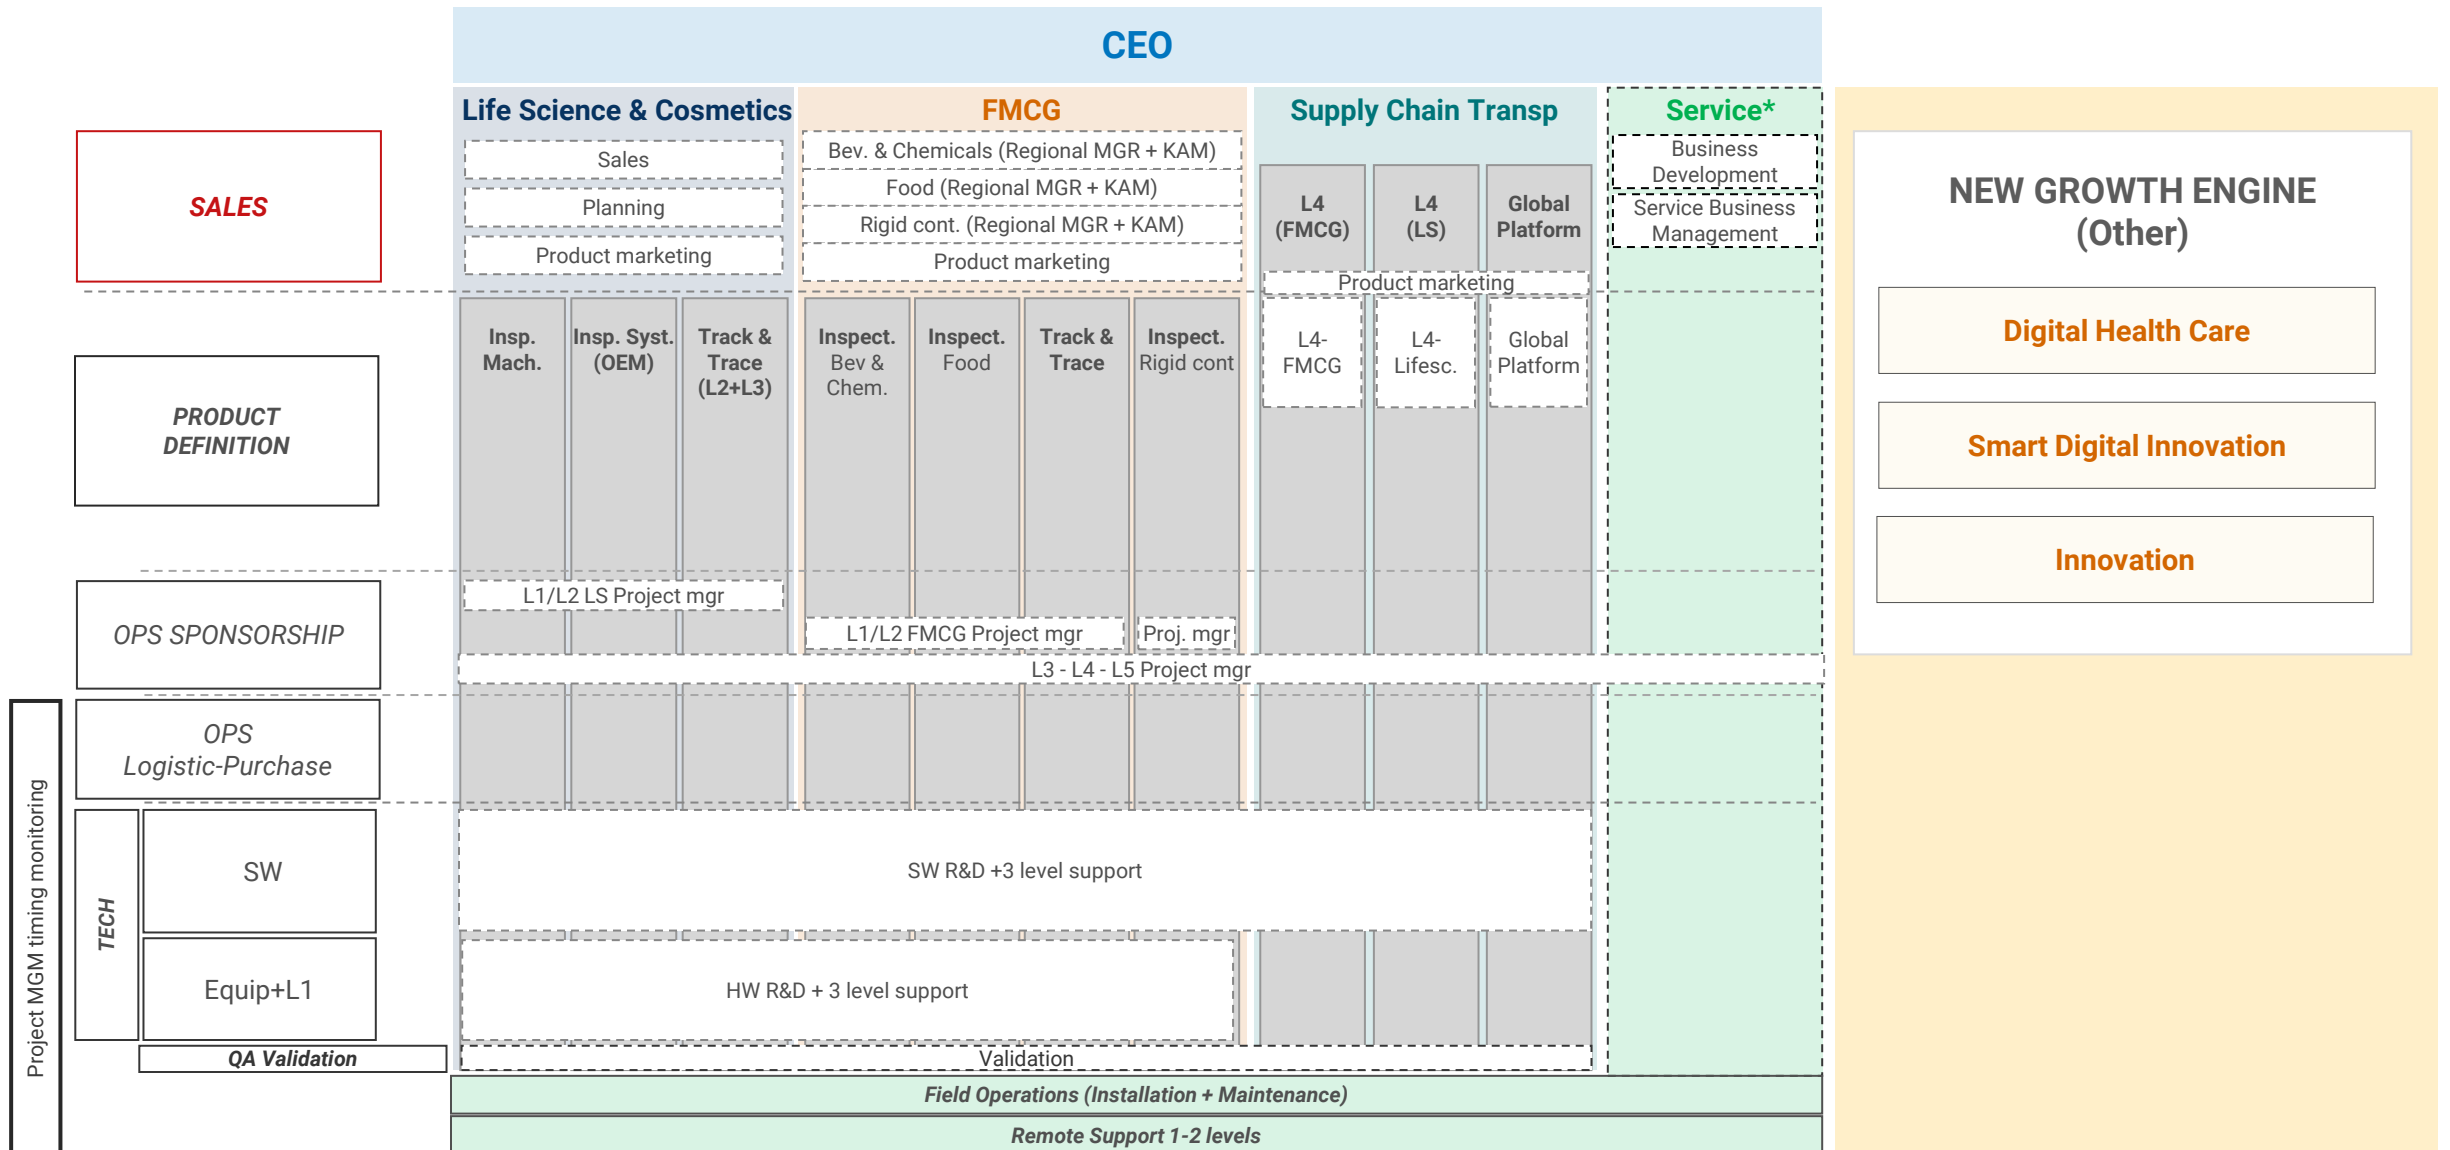 CEO
Life Science & Cosmetics
FMCG
Supply Chain Transp
Service*
SALES
Sales
Planning
Product marketing
Bev. & Chemicals (Regional MGR + KAM)
Food (Regional MGR + KAM)
Rigid cont. (Regional MGR + KAM)
Product marketing
L4
(FMCG)
L4
(LS)
Global
Platform
Product marketing
Business
Development
Service Business
Management
NEW GROWTH ENGINE
(Other)
Digital Health Care
Smart Digital Innovation
Innovation
PRODUCT
DEFINITION
Insp.
Mach.
Insp. Syst.
(OEM)
Track &
Trace
(L2+L3)
Inspect.
Bev &
Chem.
Inspect.
Food
Track &
Trace
Inspect.
Rigid cont
L4-
FMCG
L4-
Lifesc.
Global
Platform
OPS SPONSORSHIP
L1/L2 LS Project mgr
L1/L2 FMCG Project mgr
Proj. mgr
L3 - L4 - L5 Project mgr
OPS
Logistic-Purchase
Project MGM timing monitoring
TECH
SW
SW R&D +3 level support
Equip+L1
HW R&D + 3 level support
QA Validation
Validation
Field Operations (Installation + Maintenance)
Remote Support 1-2 levels